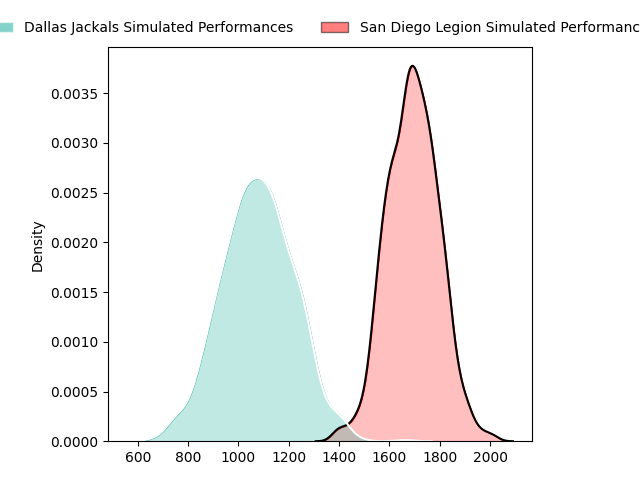 Dallas Jackals Simulated Performances San Diego Legion Simulated Performanc
Density
0.0035
0.0030
0.0025
0.0020
0.0015
0.0010
0.0005
0.0000
600 800 1000 1200 1400 1600 1800 2000